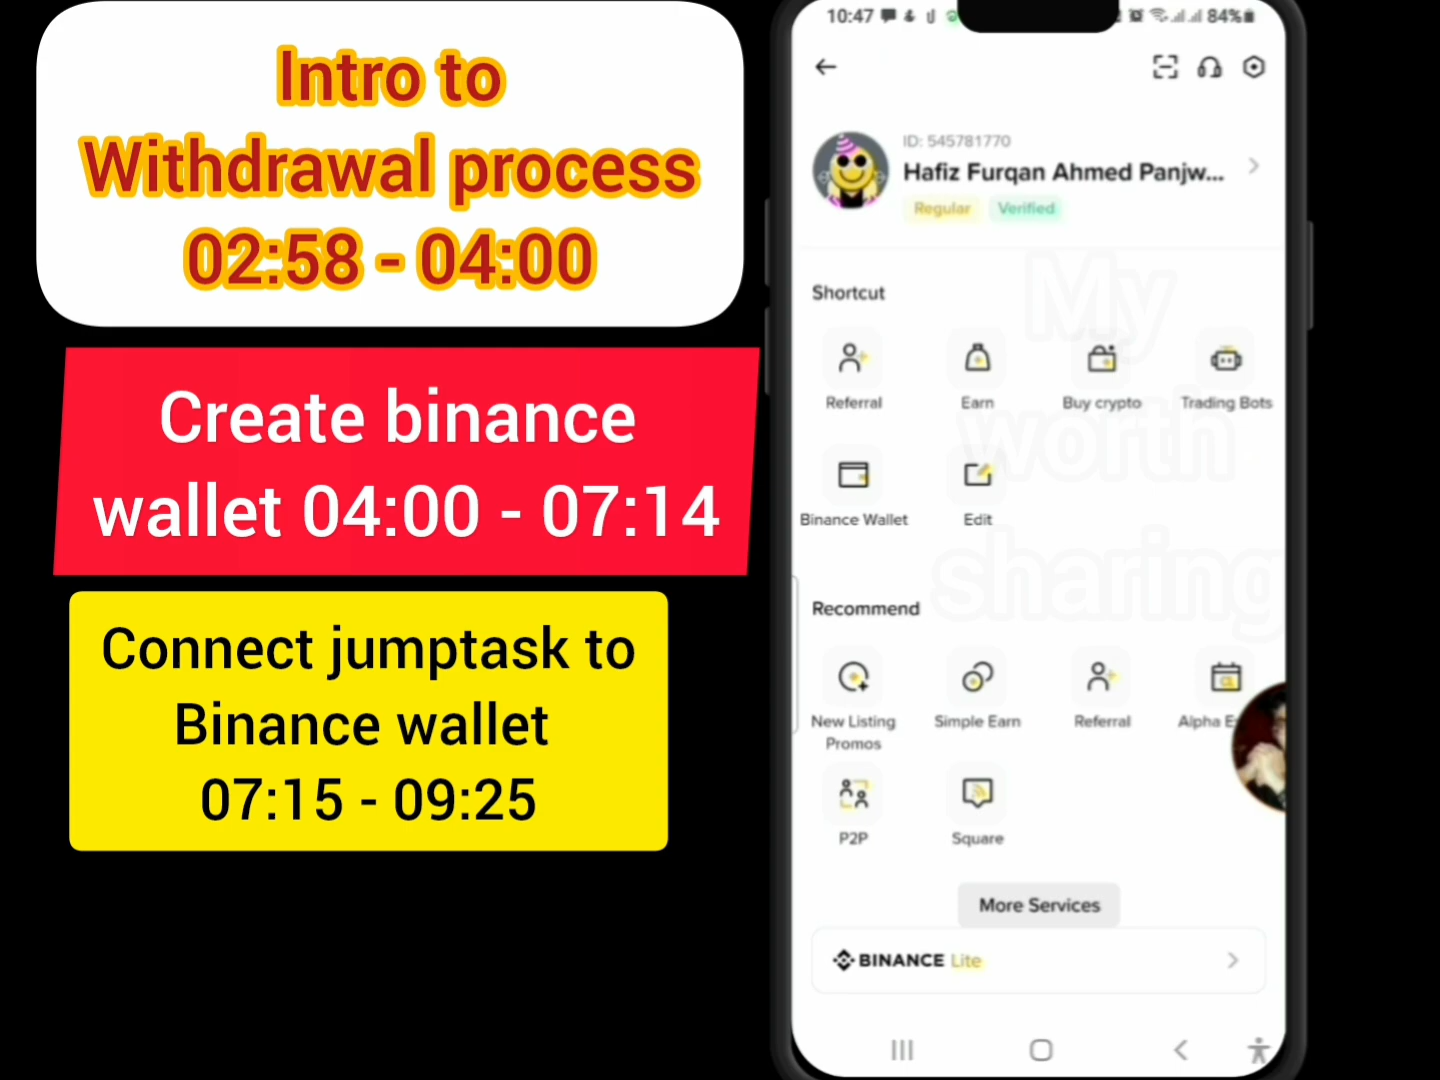 Intro to
Withdrawal process
02:58 - 04:00
Create binance
wallet 04:00 - 07:14
Connect jumptask to
Binance wallet
07:15 - 09:25
10:47
84%
ID: 545781770
Hafiz Furqan Ahmed Panjw...
Regular Verified
My
worth
sharing
Shortcut
Referral Earn Buy crypto Trading Bots
Binance Wallet Edit
Recommend
New Listing Simple Earn Referral Alpha E
Promos
P2P Square
More Services
BINANCE Lite